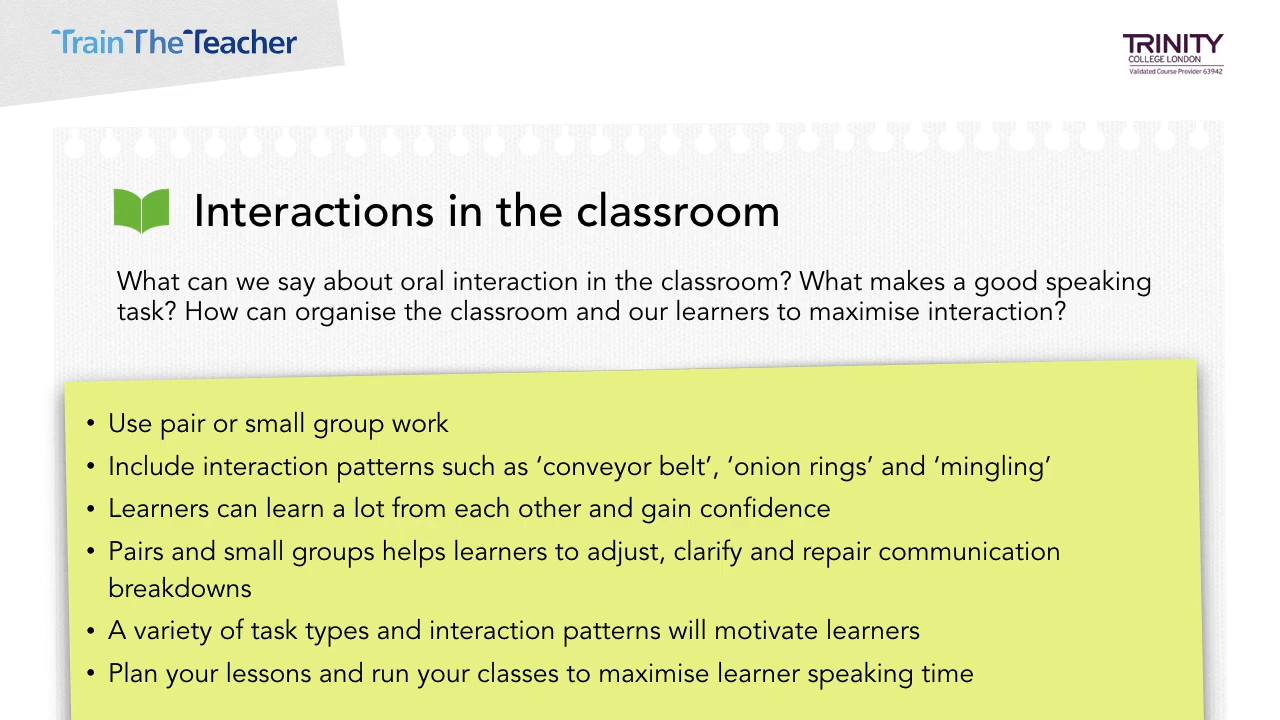 TrainTheTeacher
TRINITY
COLLEGE LONDON
Validated Course Provider 63942
Interactions in the classroom
What can we say about oral interaction in the classroom? What makes a good speaking
task? How can organise the classroom and our learners to maximise interaction?
• Use pair or small group work
• Include interaction patterns such as ‘conveyor belt’, ‘onion rings’ and ‘mingling’
• Learners can learn a lot from each other and gain confidence
• Pairs and small groups helps learners to adjust, clarify and repair communication
breakdowns
• A variety of task types and interaction patterns will motivate learners
• Plan your lessons and run your classes to maximise learner speaking time